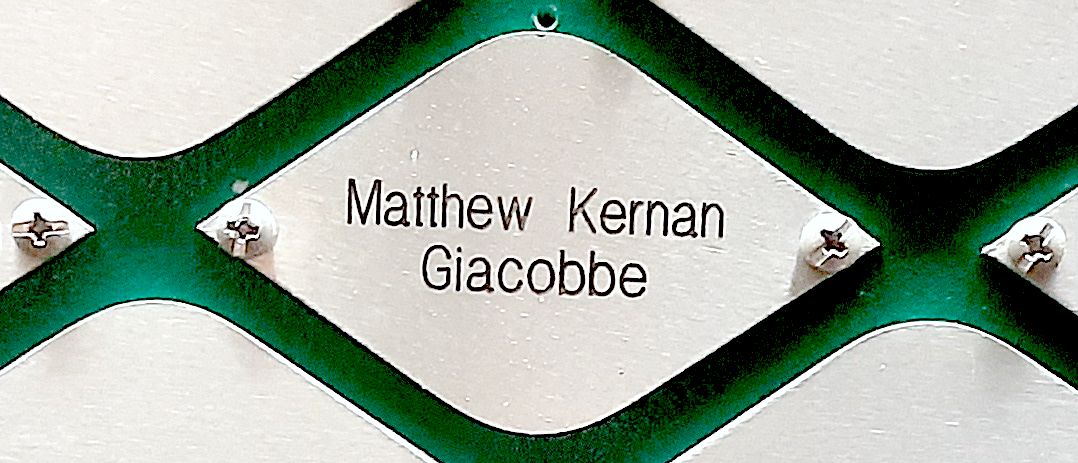 Matthew Kernan
Giacobbe